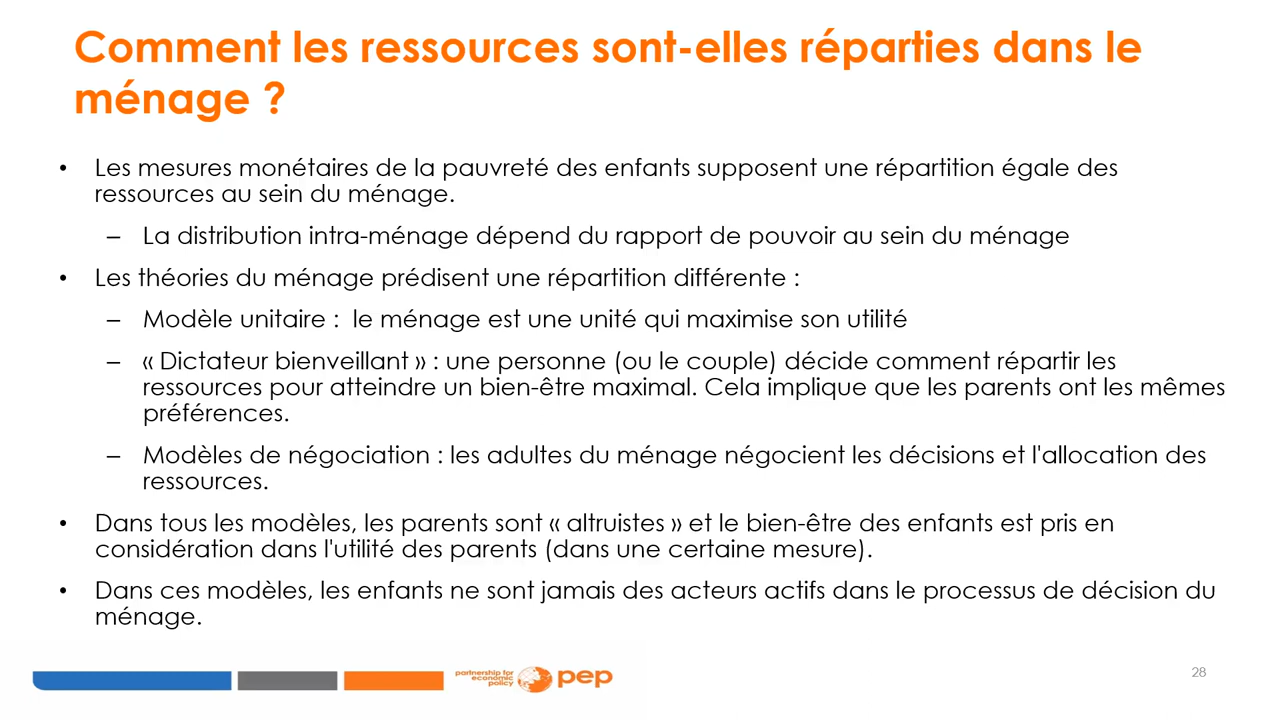 Comment les ressources sont-elles réparties dans le
ménage ?
• Les mesures monétaires de la pauvreté des enfants supposent une répartition égale des
ressources au sein du ménage.
– La distribution intra-ménage dépend du rapport de pouvoir au sein du ménage
• Les théories du ménage prédisent une répartition différente :
– Modèle unitaire : le ménage est une unité qui maximise son utilité
– « Dictateur bienveillant » : une personne (ou le couple) décide comment répartir les
ressources pour atteindre un bien-être maximal. Cela implique que les parents ont les mêmes
préférences.
– Modèles de négociation : les adultes du ménage négocient les décisions et l'allocation des
ressources.
• Dans tous les modèles, les parents sont « altruistes » et le bien-être des enfants est pris en
considération dans l'utilité des parents (dans une certaine mesure).
• Dans ces modèles, les enfants ne sont jamais des acteurs actifs dans le processus de décision du
ménage.
partnership for
economic
policy
pep
28